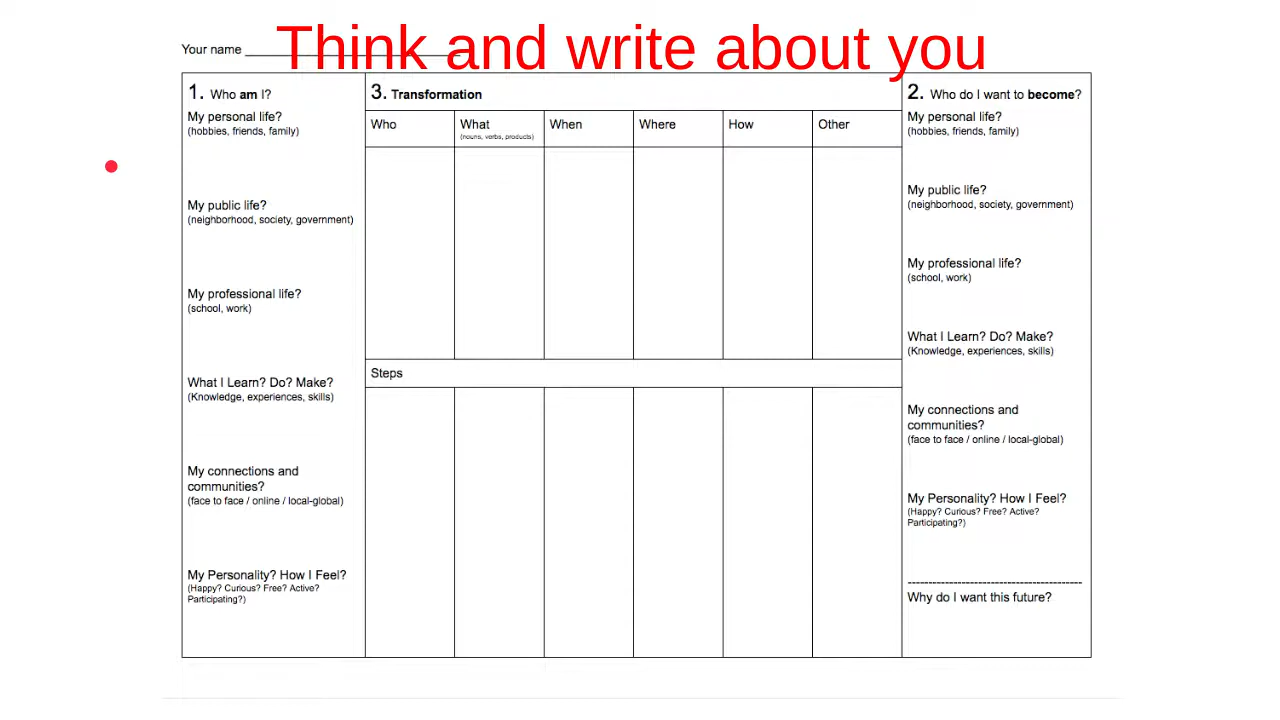 Think and write about you
Your name
1. Who am I?
My personal life?
(hobbies, friends, family)
My public life?
(neighborhood, society, government)
My professional life?
(school, work)
What I Learn? Do? Make?
(Knowledge, experiences, skills)
My connections and
communities?
(face to face / online / local-global)
My Personality? How I Feel?
(Happy? Curious? Free? Active?
Participating?)
3. Transformation
Who
What
(nouns, verbs, products)
When
Where
How
Other
Steps
2. Who do I want to become?
My personal life?
(hobbies, friends, family)
My public life?
(neighborhood, society, government)
My professional life?
(school, work)
What I Learn? Do? Make?
(Knowledge, experiences, skills)
My connections and
communities?
(face to face / online / local-global)
My Personality? How I Feel?
(Happy? Curious? Free? Active?
Participating?)
Why do I want this future?